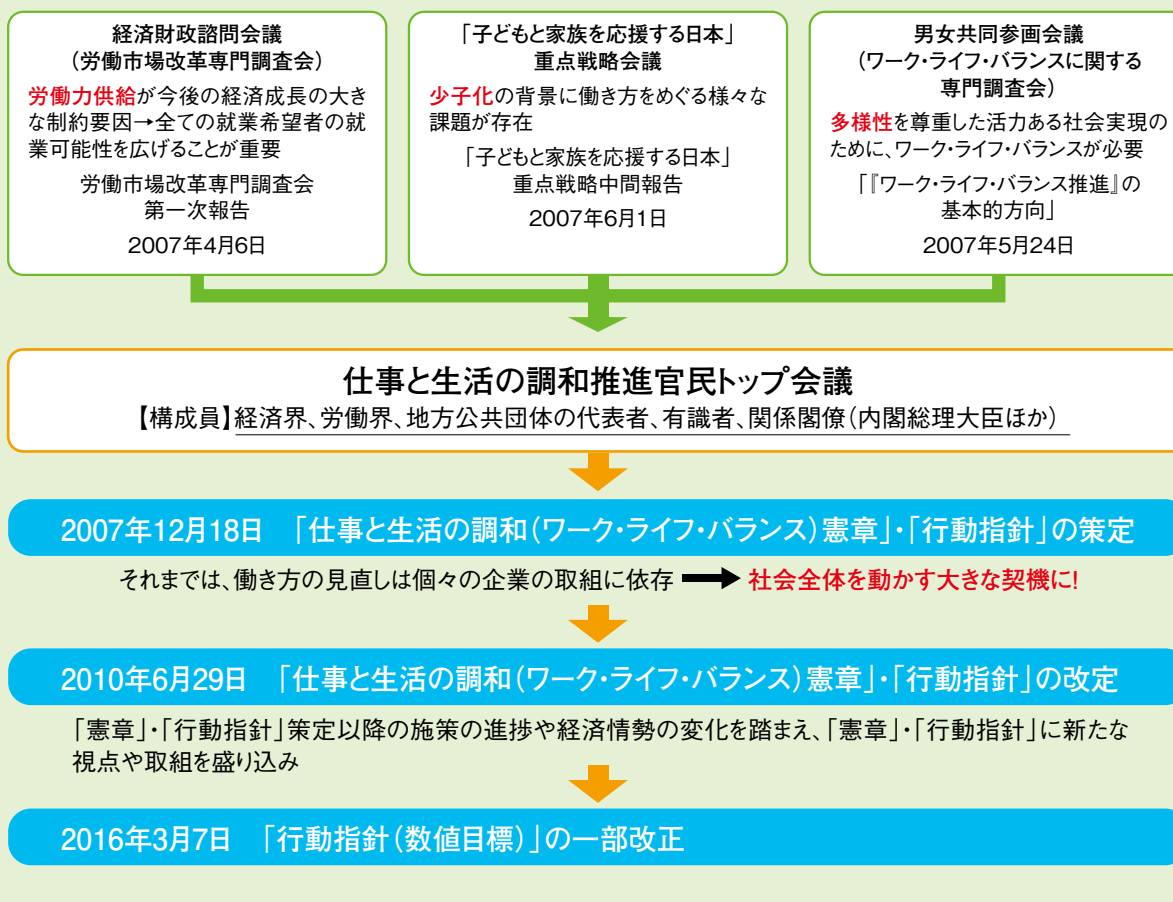 経済財政諮問会議
(労働市場改革専門調査会)
労働力供給が今後の経済成長の大き
な制約要因→全ての就業希望者の就
業可能性を広げることが重要
労働市場改革専門調査会
第一次報告
2007年4月6日
「子どもと家族を応援する日本」
重点戦略会議
少子化の背景に働き方をめぐる様々な
課題が存在
「子どもと家族を応援する日本」
重点戦略中間報告
2007年6月1日
男女共同参画会議
(ワーク・ライフ・バランスに関する
専門調査会)
多様性を尊重した活力ある社会実現の
ために、ワーク・ライフ・バランスが必要
「『ワーク・ライフ・バランス推進』の
基本的方向」
2007年5月24日
仕事と生活の調和推進官民トップ会議
【構成員】経済界、労働界、地方公共団体の代表者、有識者、関係閣僚(内閣総理大臣ほか)
2007年12月18日 「仕事と生活の調和(ワーク・ライフ・バランス)憲章」・「行動指針」の策定
それまでは、働き方の見直しは個々の企業の取組に依存 → 社会全体を動かす大きな契機に!
2010年6月29日 「仕事と生活の調和(ワーク・ライフ・バランス)憲章」・「行動指針」の改定
「憲章」・「行動指針」策定以降の施策の進捗や経済情勢の変化を踏まえ、「憲章」・「行動指針」に新たな
視点や取組を盛り込み
2016年3月7日 「行動指針(数値目標)」の一部改正